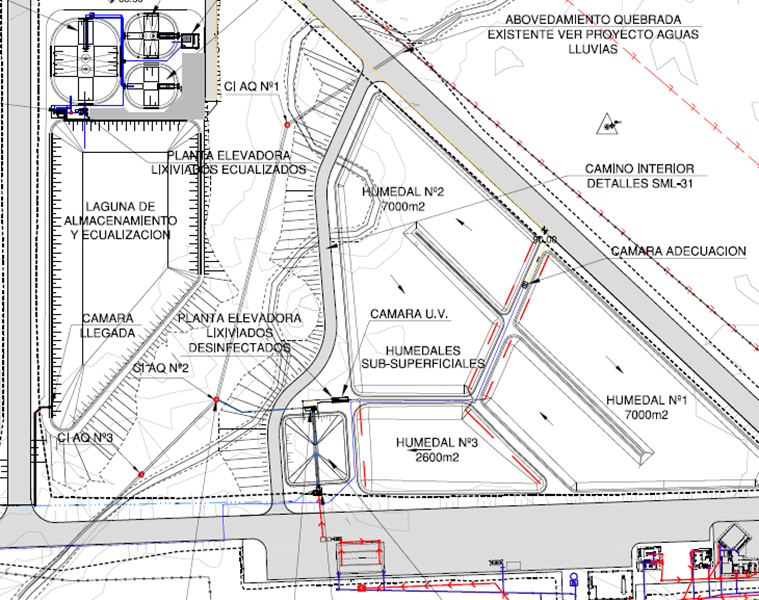 ABOVEDAMIENTO QUEBRADA
EXISTENTE VER PROYECTO AGUAS
LLUVIAS
CI AQ Nº1
PLANTA ELEVADORA
LIXIVIADOS ECUALIZADOS
CAMINO INTERIOR
DETALLES SML-31
HUMEDAL Nº2
7000m2
LAGUNA DE
ALMACENAMIENTO
Y ECUALIZACION
CAMARA ADECUACION
CAMARA
LLEGADA
PLANTA ELEVADORA
LIXIVIADOS
DESINFECTADOS
CAMARA U.V.
HUMEDALES
SUB-SUPERFICIALES
CI AQ Nº2
HUMEDAL Nº1
7000m2
CI AQ Nº3
HUMEDAL Nº3
2600m2